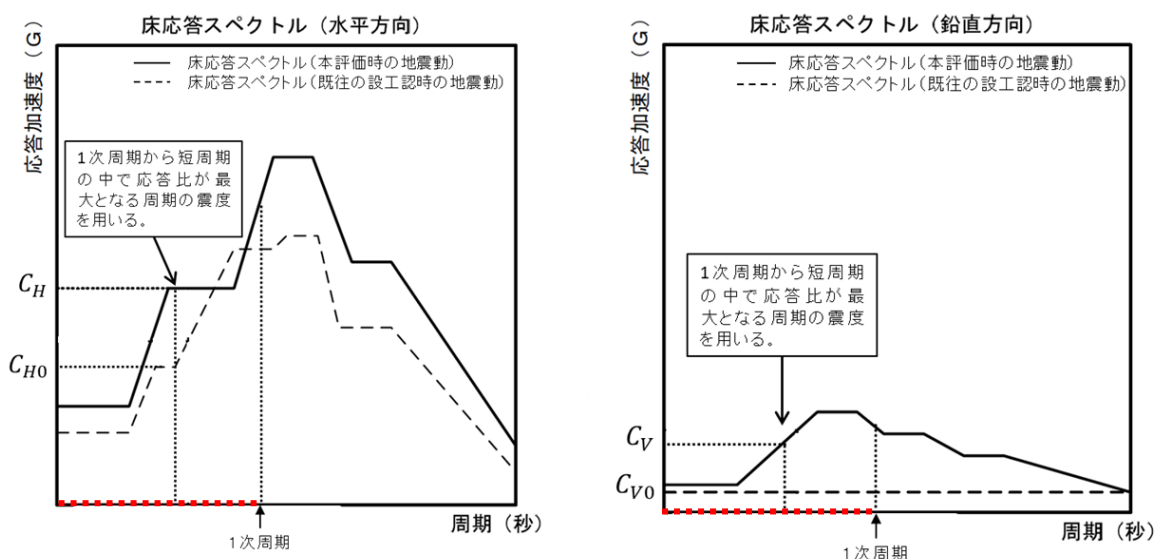 床応答スペクトル（水平方向）
応答加速度（G）
床応答スペクトル（本評価時の地震動）
床応答スペクトル（既往の設工認時の地震動）
1次周期から短周期
の中で応答比が最
大となる周期の震度
を用いる。
C_H
C_H0
周期（秒）
1次周期
床応答スペクトル（鉛直方向）
応答加速度（G）
床応答スペクトル（本評価時の地震動）
床応答スペクトル（既往の設工認時の地震動）
1次周期から短周期
の中で応答比が最
大となる周期の震度
を用いる。
C_V
C_V0
周期（秒）
1次周期